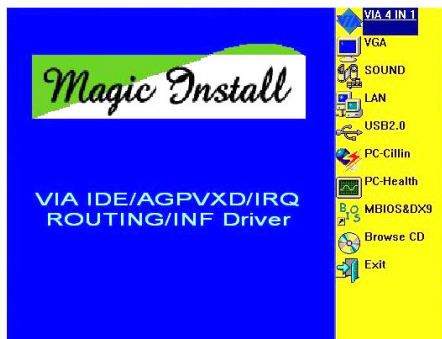 Magic Install
VIA IDE/AGPVXD/IRQ
ROUTING/INF Driver
VIA 4 IN 1
VGA
SOUND
LAN
USB2.0
PC-Cillin
PC-Health
BIOS
MBIOS&DX9
Browse CD
Exit